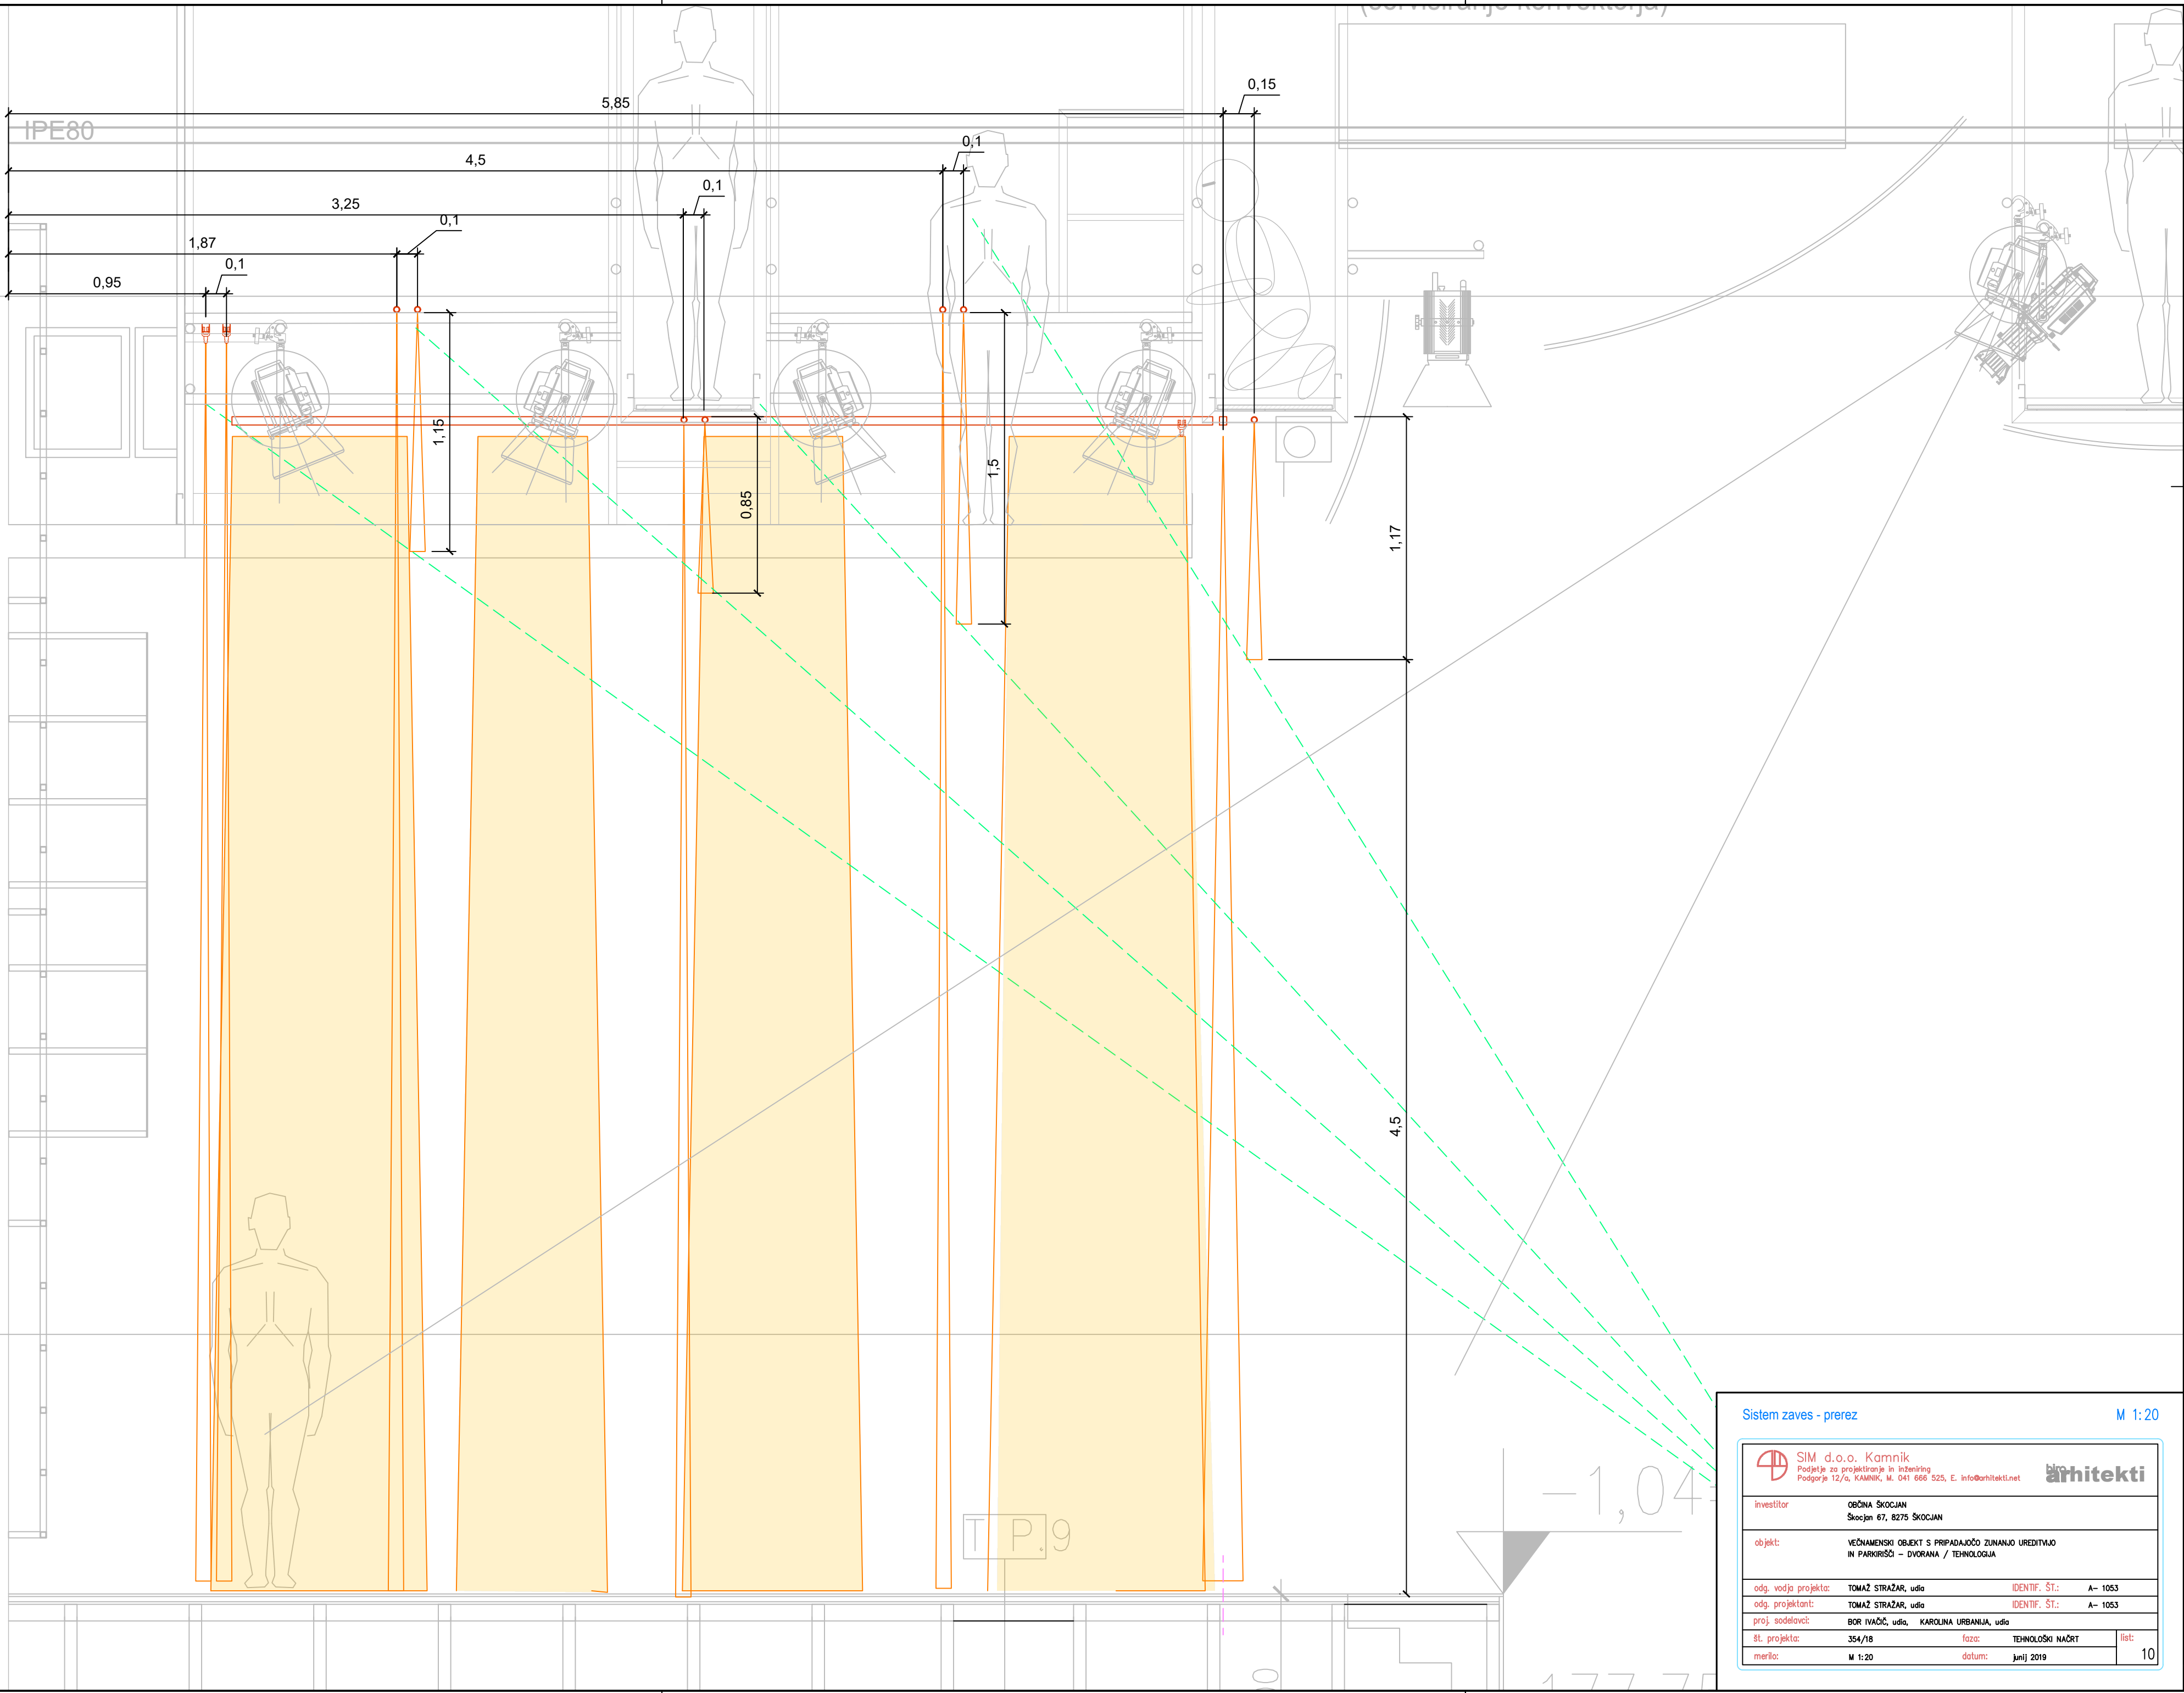 (servisiranje konvektorja)
0,15
5,85
IPE80
0,1
4,5
0,1
3,25
0,1
1,87
0,1
0,95
1,15
1,5
0,85
1,17
4,5
-1,04
T P.9
Sistem zaves - prerez M 1:20
SIM d.o.o. Kamnik
Podjetje za projektiranje in inženiring
Podgorje 12/a, KAMNIK, M. 041 666 525, E. info@arhitekti.net
biro arhitekti
investitor OBČINA ŠKOCJAN
Škocjan 67, 8275 ŠKOCJAN
objekt: VEČNAMENSKI OBJEKT S PRIPADAJOČO ZUNANJO UREDITVIJO
IN PARKIRIŠČI - DVORANA / TEHNOLOGIJA
odg. vodja projekta: TOMAŽ STRAŽAR, udia IDENTIF. ŠT.: A- 1053
odg. projektant: TOMAŽ STRAŽAR, udia IDENTIF. ŠT.: A- 1053
proj. sodelavci: BOR IVAČIČ, udia, KAROLINA URBANIJA, udia
št. projekta: 354/18 faza: TEHNOLOŠKI NAČRT list:
merilo: M 1:20 datum: junij 2019 10